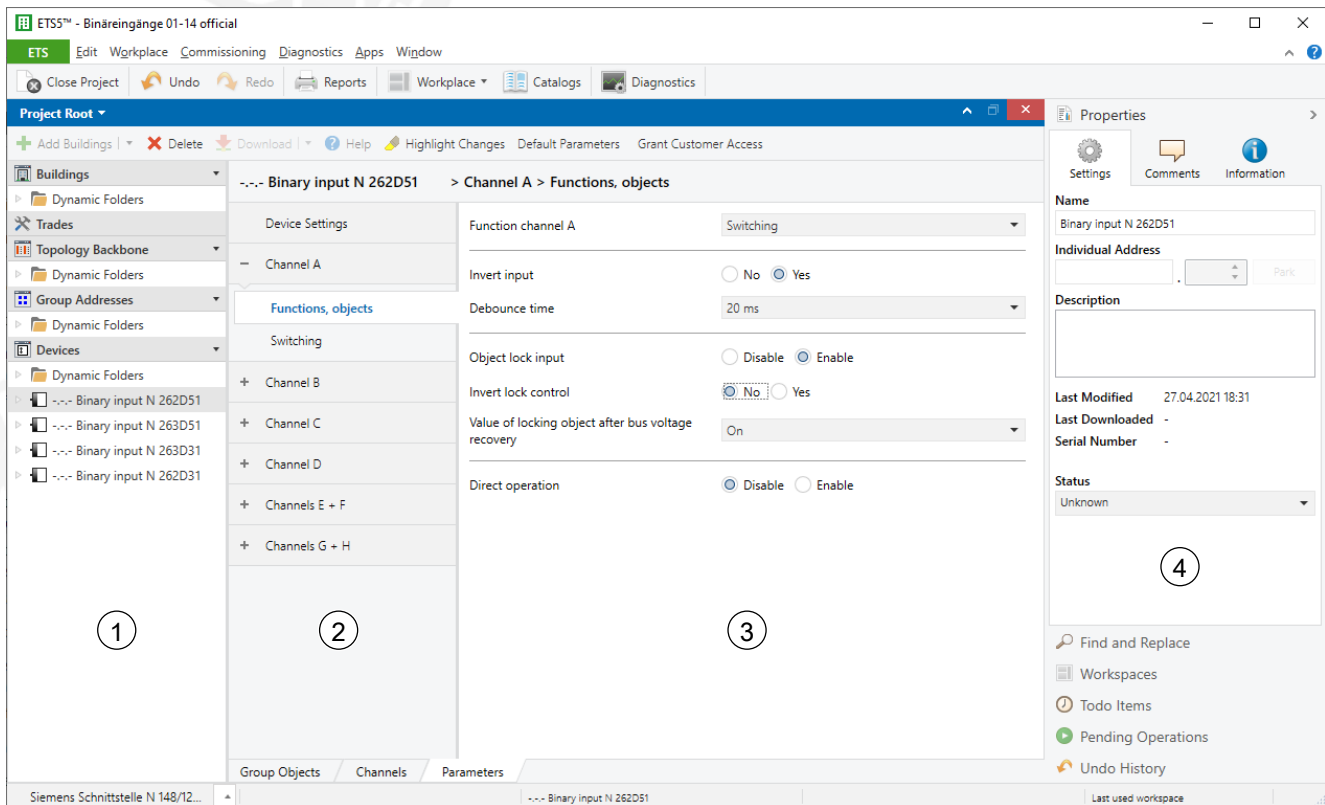 ETS5™ - Binäreingänge 01-14 official
ETS Edit Workplace Commissioning Diagnostics Apps Window
Close Project Undo Redo Reports Workplace Catalogs Diagnostics
Project Root
Add Buildings Delete Download Help Highlight Changes Default Parameters Grant Customer Access
Buildings
Dynamic Folders
Trades
Topology Backbone
Dynamic Folders
Group Addresses
Dynamic Folders
Devices
Dynamic Folders
-.-.- Binary input N 262D51
-.-.- Binary input N 263D51
-.-.- Binary input N 263D31
-.-.- Binary input N 262D31
1
-.-.- Binary input N 262D51 > Channel A > Functions, objects
Device Settings
– Channel A
Functions, objects
Switching
+ Channel B
+ Channel C
+ Channel D
+ Channels E + F
+ Channels G + H
2
Function channel A Switching
Invert input No Yes
Debounce time 20 ms
Object lock input Disable Enable
Invert lock control No Yes
Value of locking object after bus voltage
recovery
On
Direct operation Disable Enable
3
Group Objects Channels Parameters
Properties
Settings Comments Information
Name
Binary input N 262D51
Individual Address
. Park
Description
Last Modified 27.04.2021 18:31
Last Downloaded -
Serial Number -
Status
Unknown
4
Find and Replace
Workspaces
Todo Items
Pending Operations
Undo History
Siemens Schnittstelle N 148/12... -.-.- Binary input N 262D51 Last used workspace